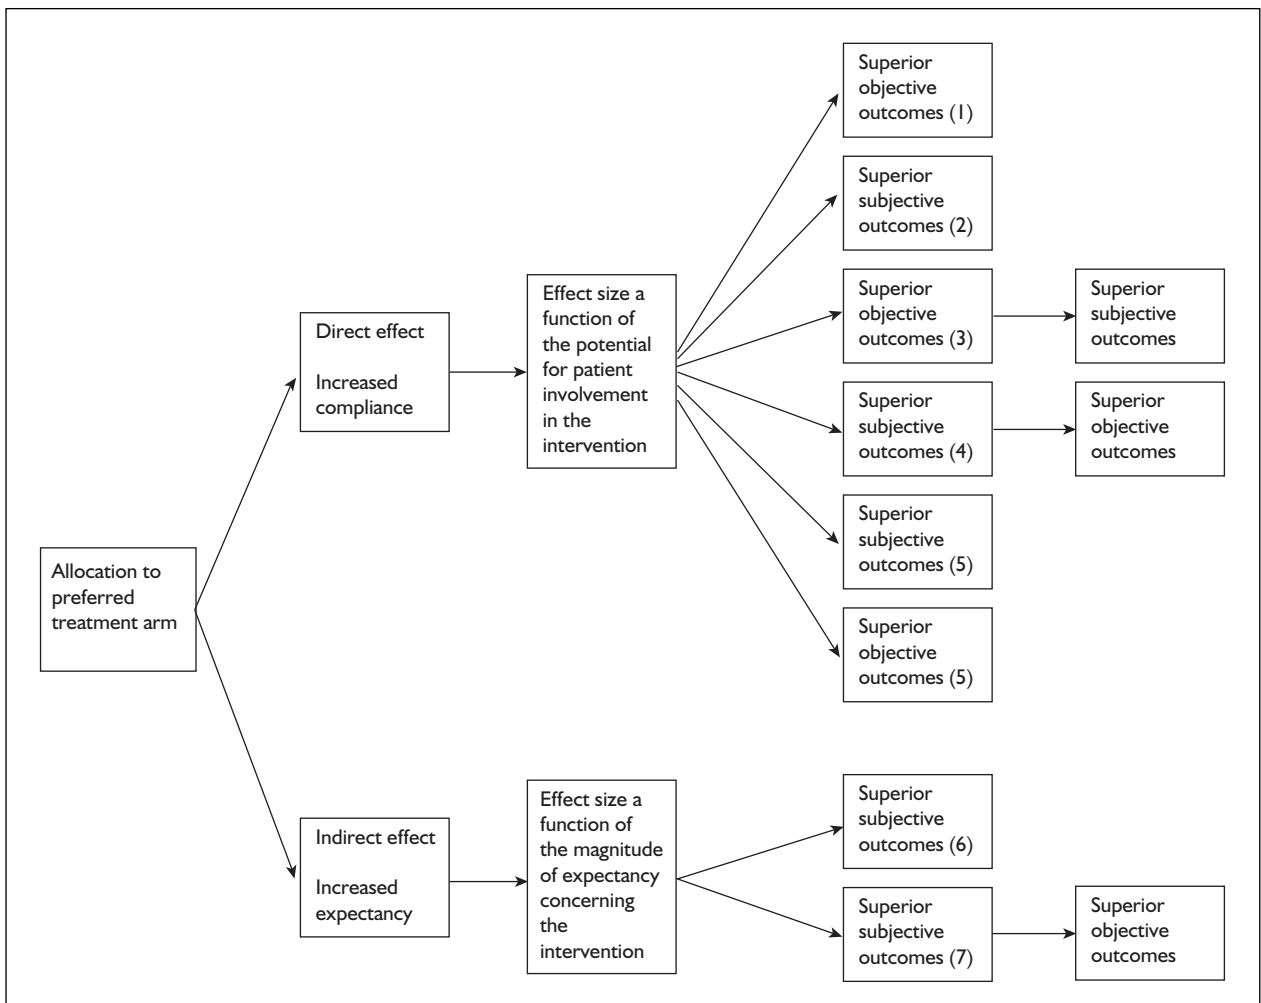 Allocation to
preferred
treatment arm
Direct effect
Increased
compliance
Effect size a
function of
the potential
for patient
involvement
in the
intervention
Superior
objective
outcomes (1)
Superior
subjective
outcomes (2)
Superior
objective
outcomes (3)
Superior
subjective
outcomes
Superior
subjective
outcomes (4)
Superior
objective
outcomes
Superior
subjective
outcomes (5)
Superior
objective
outcomes (5)
Indirect effect
Increased
expectancy
Effect size a
function of
the magnitude
of expectancy
concerning
the
intervention
Superior
subjective
outcomes (6)
Superior
subjective
outcomes (7)
Superior
objective
outcomes